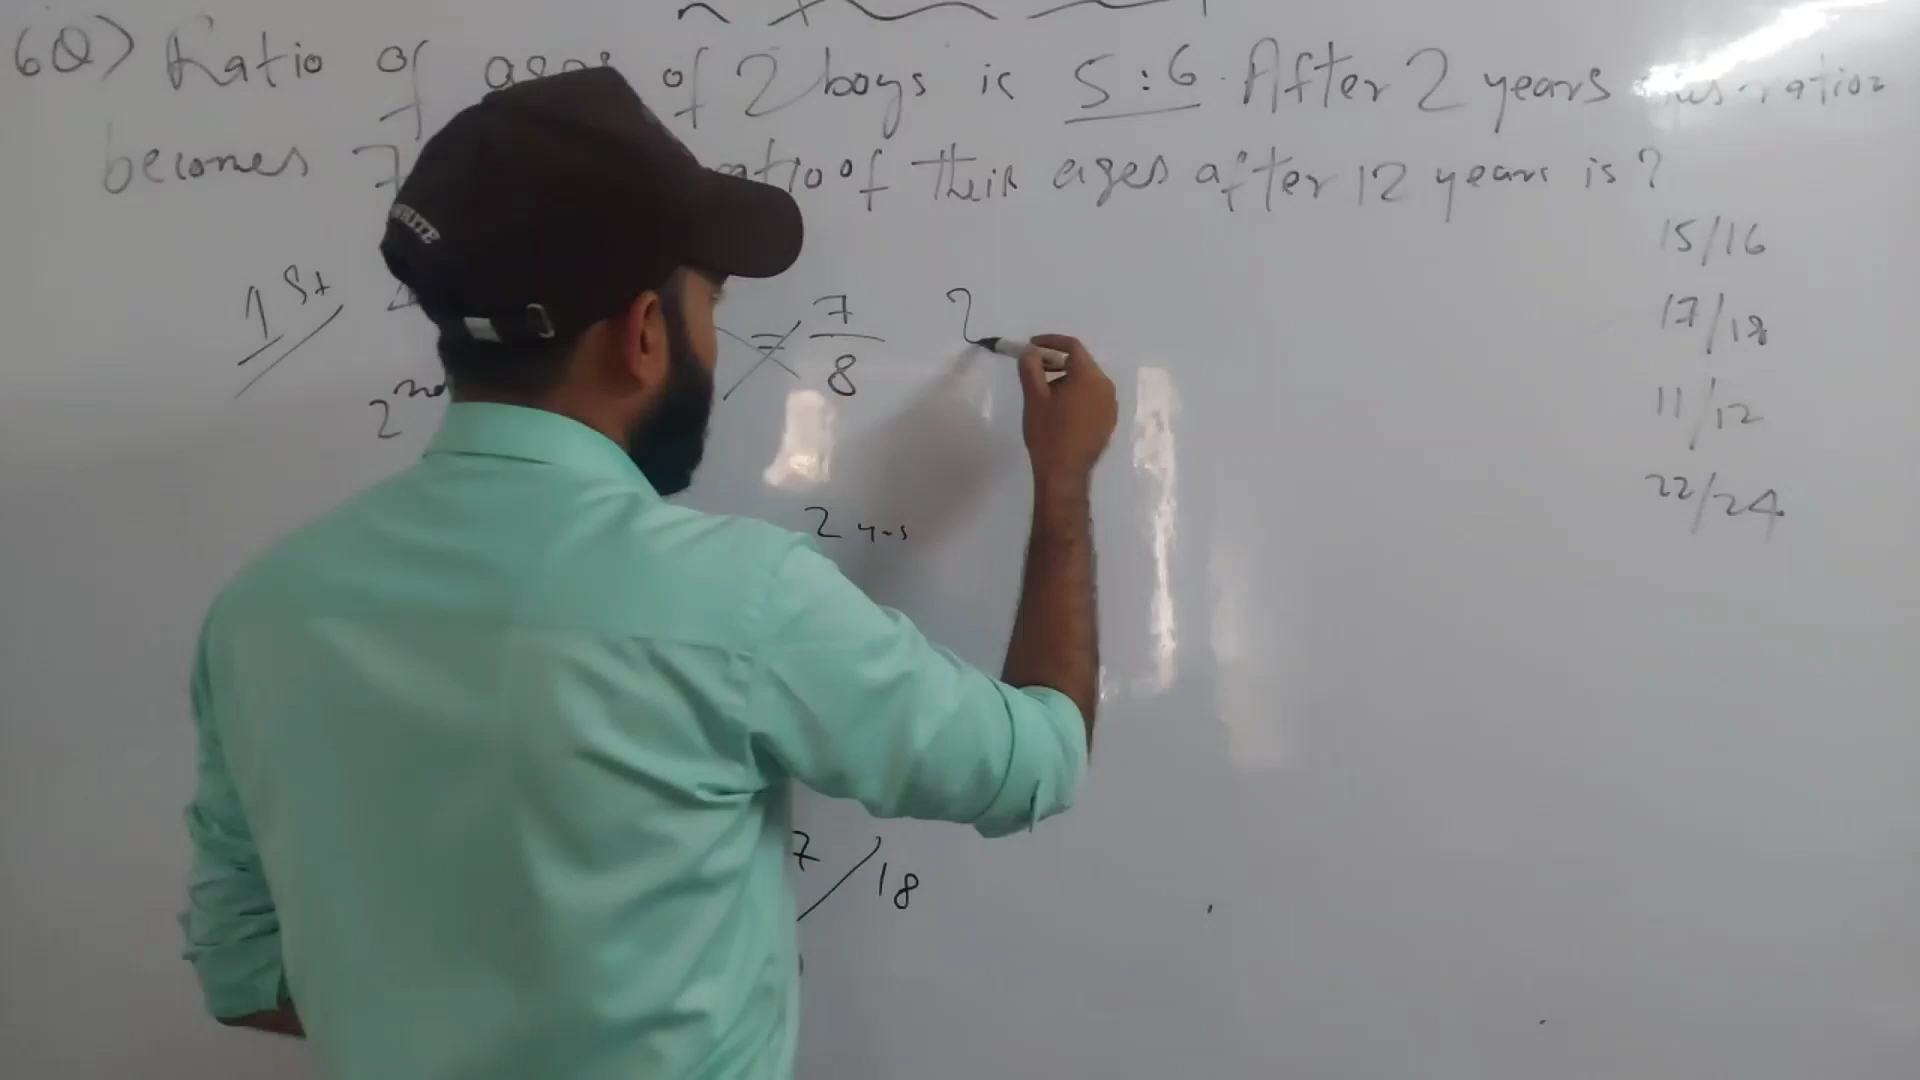 6Q) Ratio of ages of 2 boys is 5:6. After 2 years ratio
becomes 7 ratio of their ages after 12 years is?
15/16
1st = 7/8 2
17/18
2nd
11/12
22/24
2 yrs
7/18